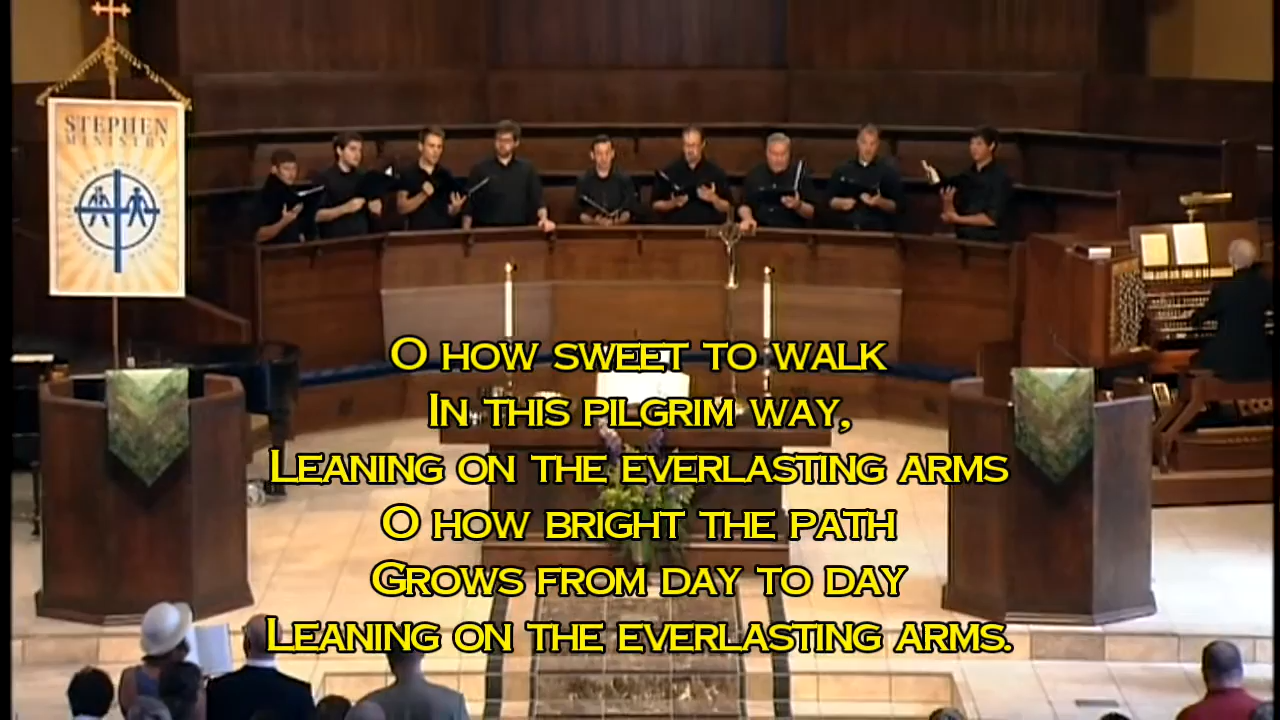 STEPHEN
MINISTRY
O HOW SWEET TO WALK
IN THIS PILGRIM WAY,
LEANING ON THE EVERLASTING ARMS
O HOW BRIGHT THE PATH
GROWS FROM DAY TO DAY
LEANING ON THE EVERLASTING ARMS.